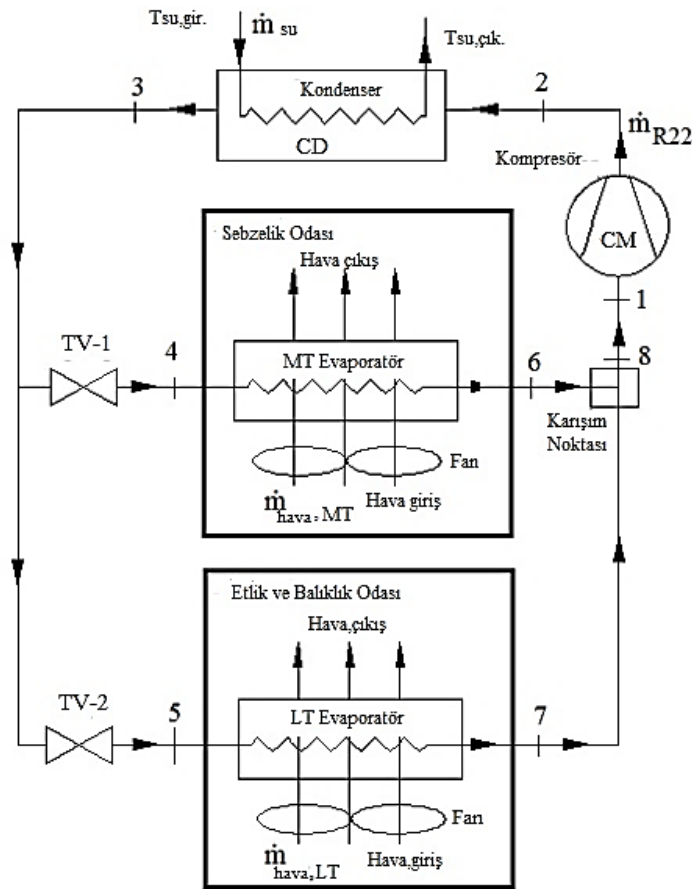 Tsu,gir.
ṁ su
Tsu,çık.
3
Kondenser
CD
2
ṁ R22
Kompresör
CM
1
Sebzelik Odası
Hava çıkış
TV-1
4
MT Evaporatör
6
8
Karışım
Noktası
Fan
ṁ hava,MT
Hava giriş
Etlik ve Balıklık Odası
Hava,çıkış
TV-2
5
LT Evaporatör
7
Fan
ṁ hava,LT
Hava,giriş